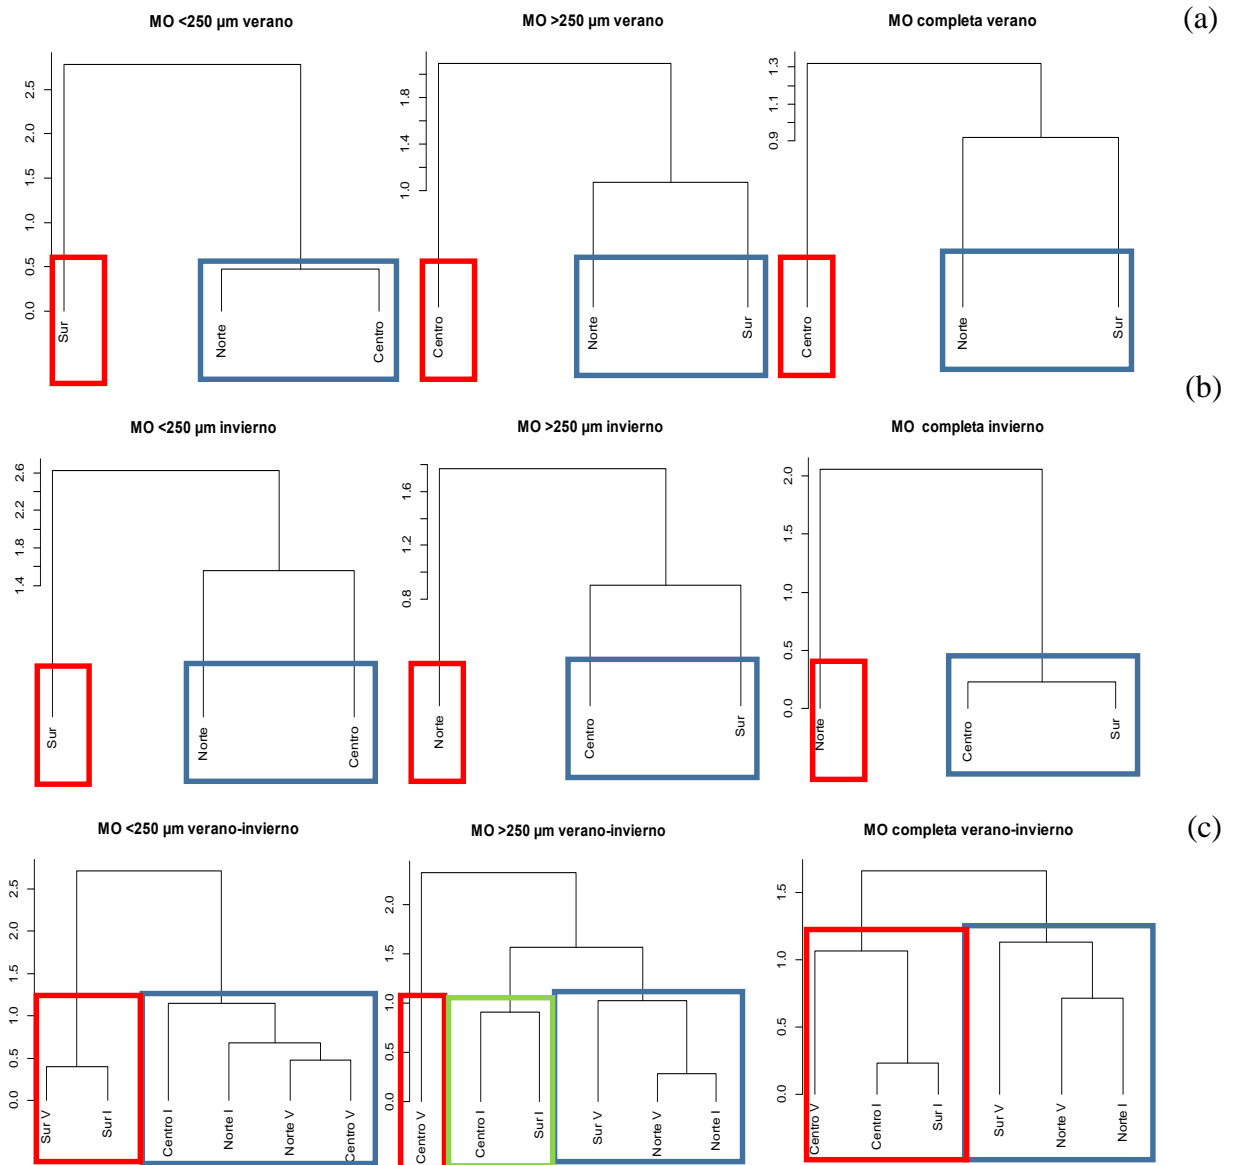 (a)
MO <250 µm verano
MO >250 µm verano
MO completa verano
2.5
2.0
1.5
1.0
0.5
0.0
Sur
Norte
Centro
1.8
1.4
1.0
Centro
Norte
Sur
1.3
1.1
0.9
Centro
Norte
Sur
(b)
MO <250 µm invierno
MO >250 µm invierno
MO completa invierno
2.6
2.2
1.8
1.4
Sur
Norte
Centro
1.6
1.2
0.8
Norte
Centro
Sur
2.0
1.5
1.0
0.5
0.0
Norte
Centro
Sur
(c)
MO <250 µm verano-invierno
MO >250 µm verano-invierno
MO completa verano-invierno
2.5
2.0
1.5
1.0
0.5
0.0
Sur V
Sur I
Centro I
Norte I
Norte V
Centro V
2.0
1.5
1.0
0.5
0.0
Centro V
Centro I
Sur I
Sur V
Norte V
Norte I
1.5
1.0
0.5
0.0
Centro V
Centro I
Sur I
Sur V
Norte V
Norte I